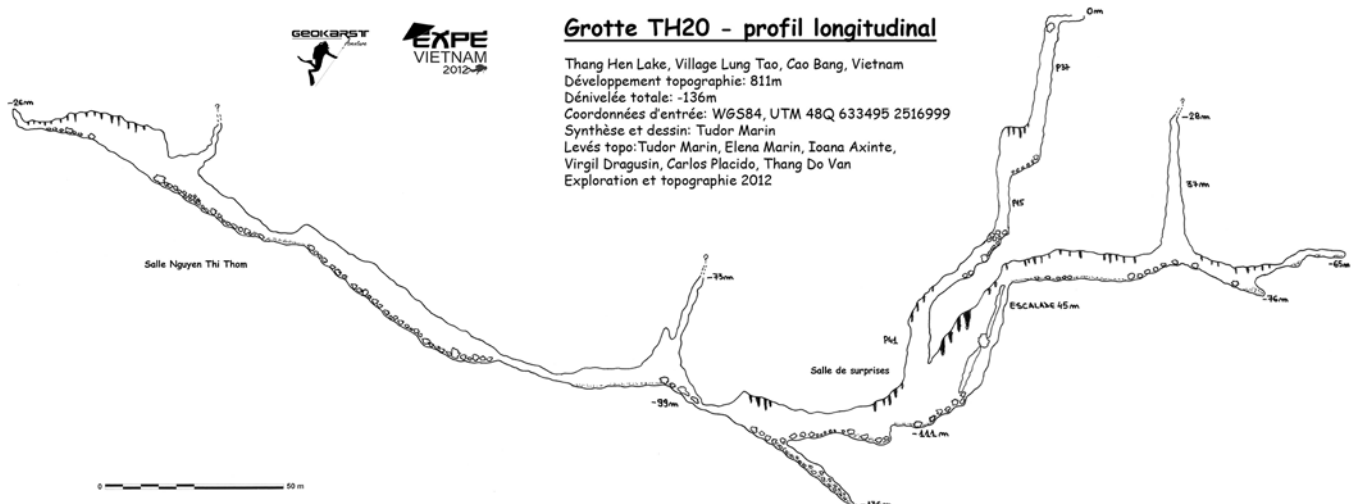 GEOKARST
EXPÉ
VIETNAM
2012
Grotte TH20 - profil longitudinal
Thang Hen Lake, Village Lung Tao, Cao Bang, Vietnam
Développement topographie: 811m
Dénivelée totale: -136m
Coordonnées d'entrée: WGS84, UTM 48Q 633495 2516999
Synthèse et dessin: Tudor Marin
Levés topo:Tudor Marin, Elena Marin, Ioana Axinte,
Virgil Dragusin, Carlos Placido, Thang Do Van
Exploration et topographie 2012
0m
P37
-26m
?
?
-28m
37m
P45
Salle Nguyen Thi Thom
?
-73m
-65m
-76m
ESCALADE 45m
P41
Salle de surprises
-99m
-111m
0
50 m